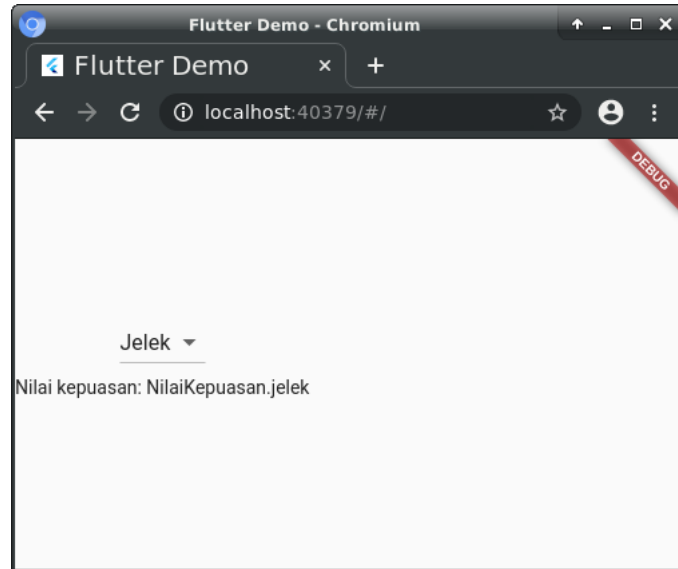 Flutter Demo - Chromium
Flutter Demo
localhost:40379/#/
DEBUG
Jelek
Nilai kepuasan: NilaiKepuasan.jelek